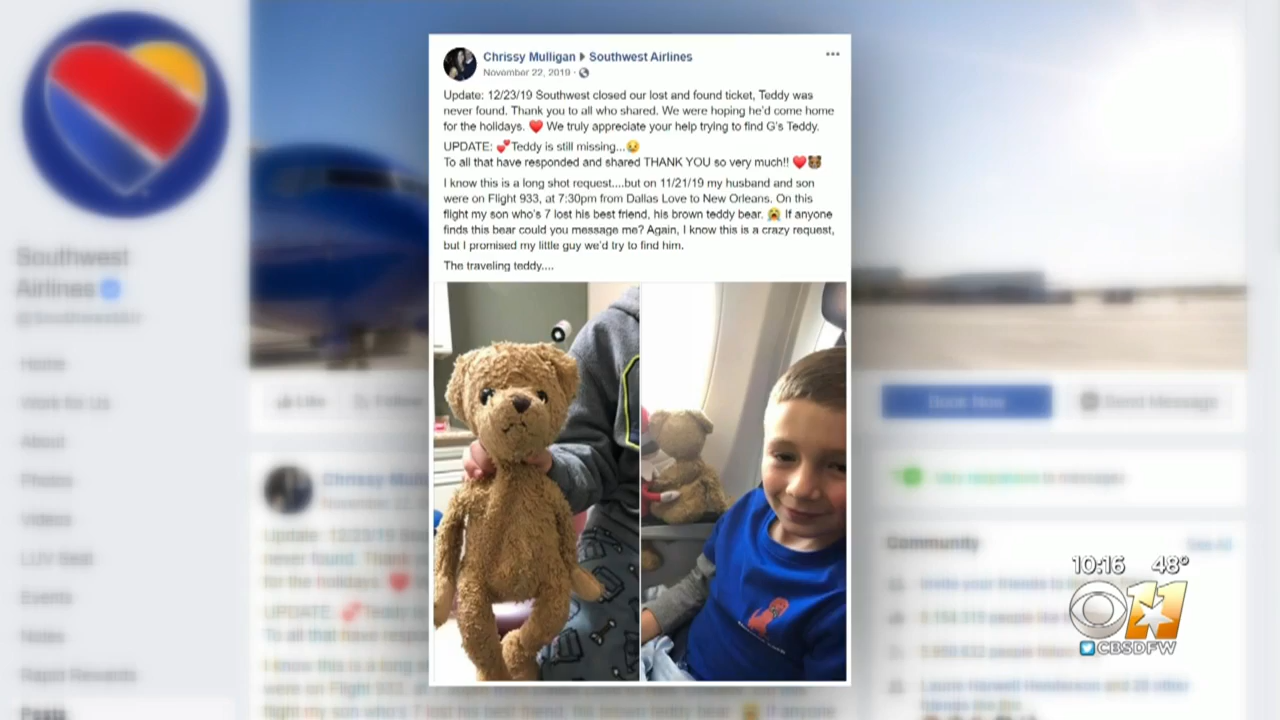 Chrissy Mulligan ▸ Southwest Airlines
November 22, 2019 ·
Update: 12/23/19 Southwest closed our lost and found ticket, Teddy was
never found. Thank you to all who shared. We were hoping he'd come home
for the holidays. ❤️ We truly appreciate your help trying to find G's Teddy.
UPDATE: 💕Teddy is still missing...😢
To all that have responded and shared THANK YOU so very much!! ❤️🐻
I know this is a long shot request....but on 11/21/19 my husband and son
were on Flight 933, at 7:30pm from Dallas Love to New Orleans. On this
flight my son who's 7 lost his best friend, his brown teddy bear. 😭 If anyone
finds this bear could you message me? Again, I know this is a crazy request,
but I promised my little guy we'd try to find him.
The traveling teddy....
Southwest
Airlines
Home
Work for Us
About
Photos
Videos
Events
Notes
Rapid Rewards
Posts
Like
Follow
Book Now
Send Message
Community
See All
10:16 48°
11
CBSDFW